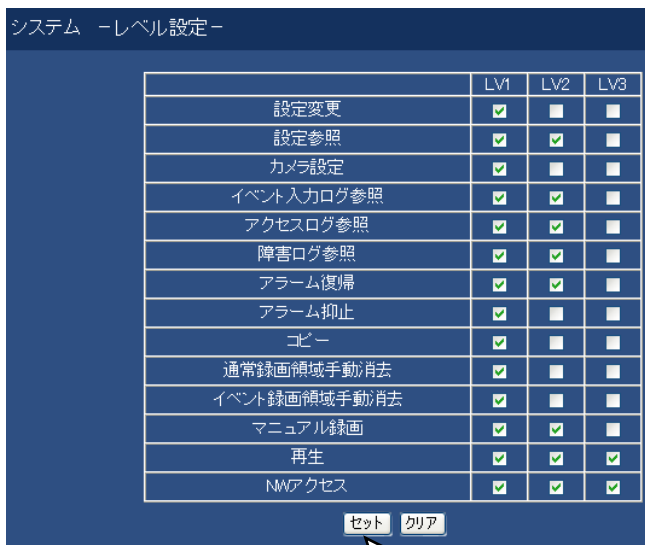 システム －レベル設定－
LV1 LV2 LV3
設定変更
設定参照
カメラ設定
イベント入力ログ参照
アクセスログ参照
障害ログ参照
アラーム復帰
アラーム抑止
コピー
通常録画領域手動消去
イベント録画領域手動消去
マニュアル録画
再生
NWアクセス
セット クリア